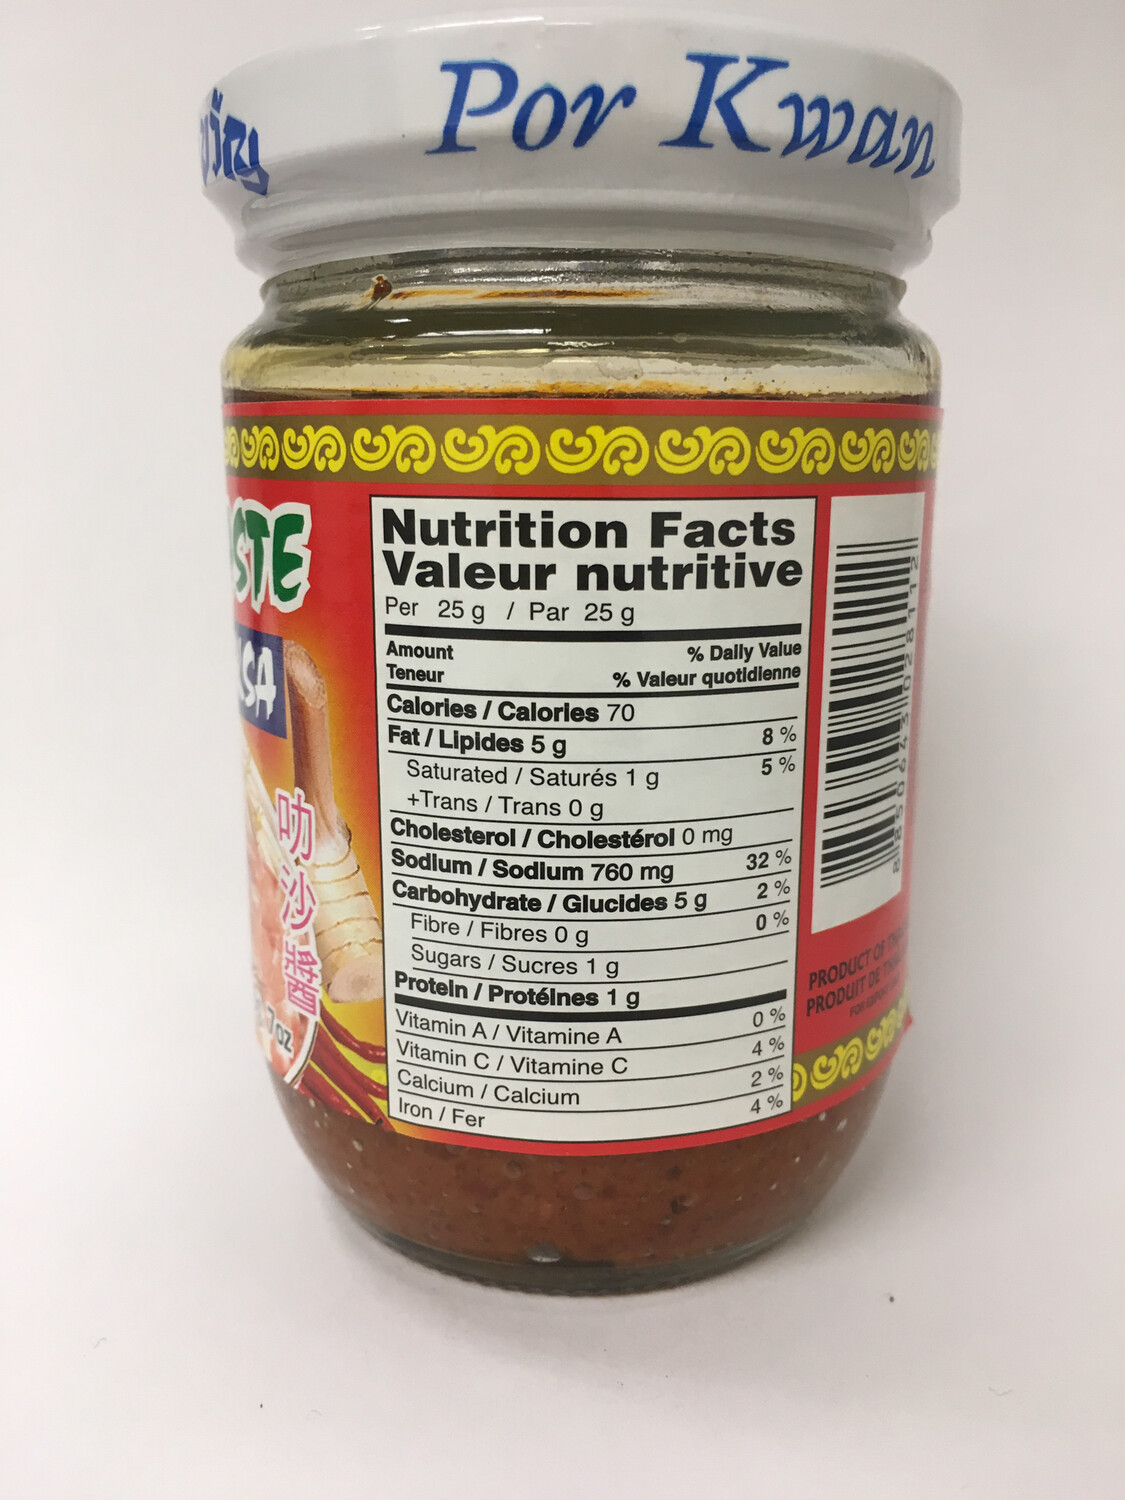 Por Kwan
Nutrition Facts
Valeur nutritive
Per 25 g / Par 25 g
Amount % Daily Value
Teneur % Valeur quotidienne
Calories / Calories 70
Fat / Lipides 5 g 8 %
Saturated / Saturés 1 g 5 %
+Trans / Trans 0 g
Cholesterol / Cholestérol 0 mg
Sodium / Sodium 760 mg 32 %
Carbohydrate / Glucides 5 g 2 %
Fibre / Fibres 0 g 0 %
Sugars / Sucres 1 g
Protein / Protéines 1 g
Vitamin A / Vitamine A 0 %
Vitamin C / Vitamine C 4 %
Calcium / Calcium 2 %
Iron / Fer 4 %
STE
SA
叻沙醬
7oz
PRODUCT OF
PRODUIT DE